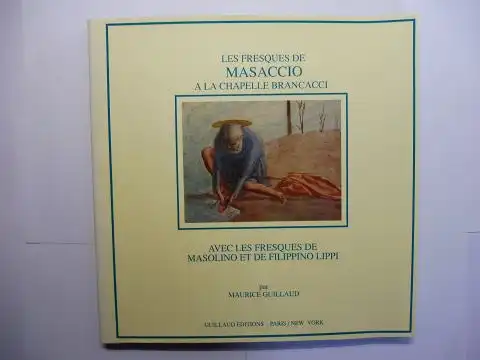 LES FRESQUES DE
MASACCIO
A LA CHAPELLE BRANCACCI
AVEC LES FRESQUES DE
MASOLINO ET DE FILIPPINO LIPPI
par
MAURICE GUILLAUD
GUILLAUD EDITIONS - PARIS / NEW YORK